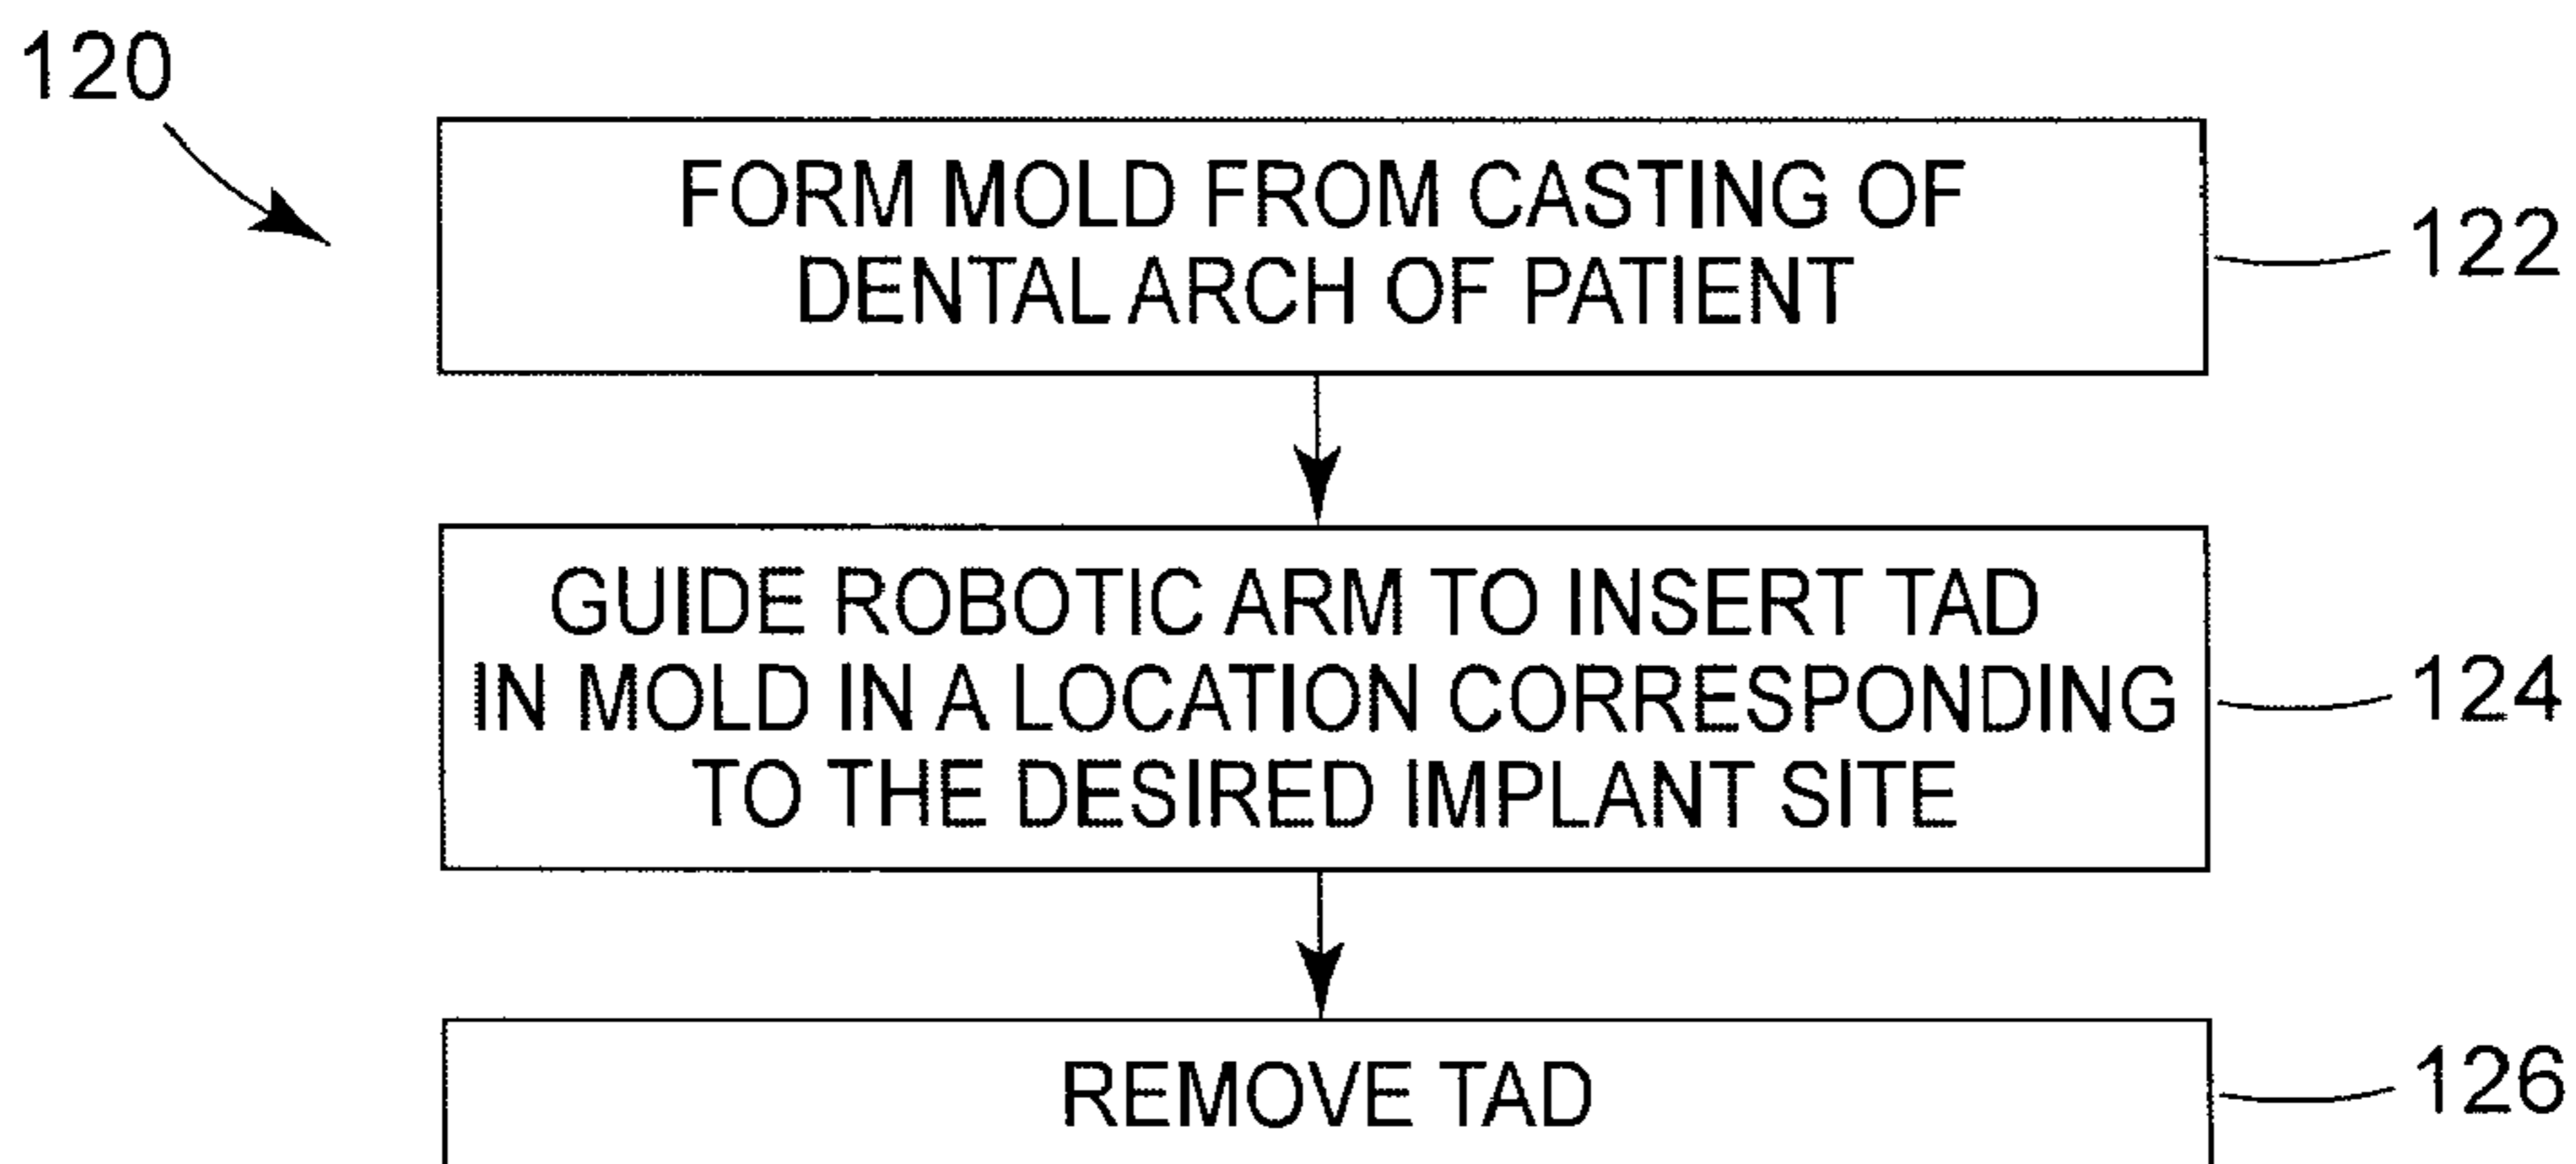 120
FORM MOLD FROM CASTING OF
DENTAL ARCH OF PATIENT
122
GUIDE ROBOTIC ARM TO INSERT TAD
IN MOLD IN A LOCATION CORRESPONDING
TO THE DESIRED IMPLANT SITE
124
REMOVE TAD
126